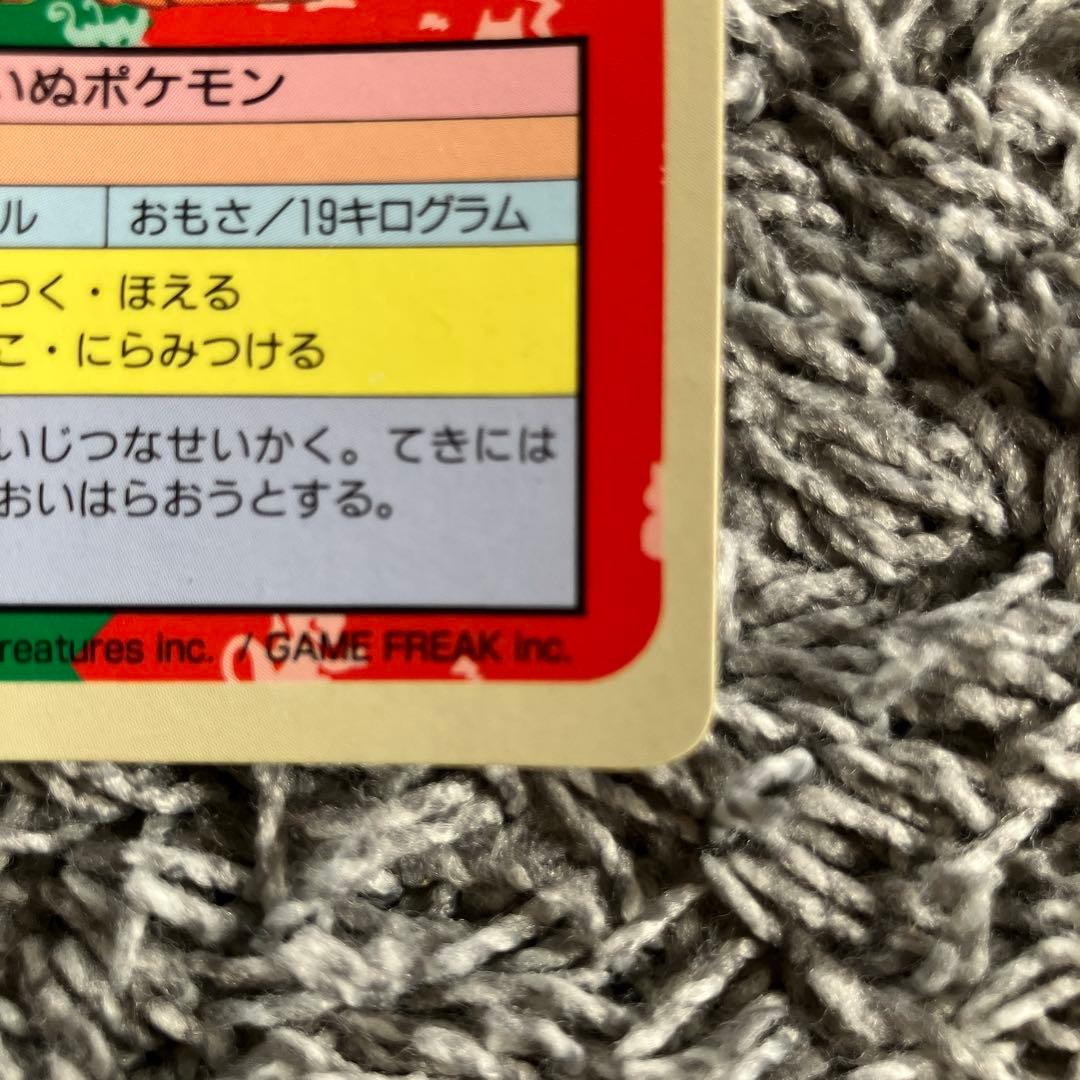 いぬポケモン
ル おもさ／19キログラム
つく・ほえる
こ・にらみつける
いじつなせいかく。てきには
おいはらおうとする。
reatures inc. / GAME FREAK inc.